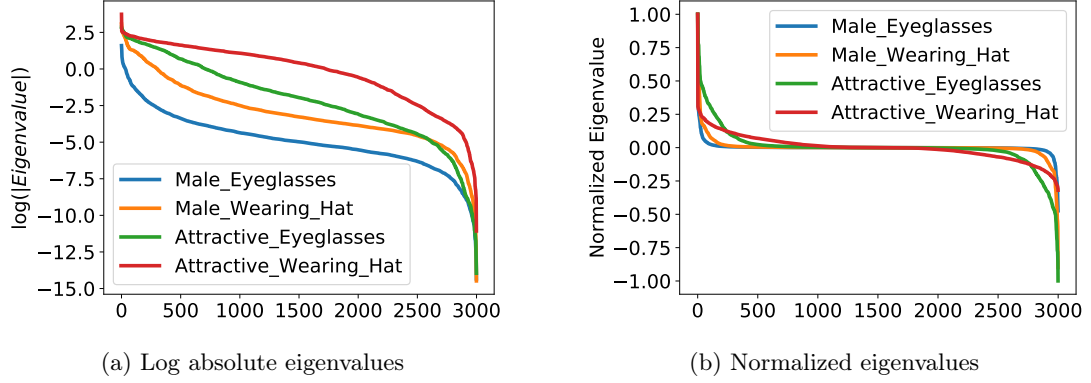 2.5
0.0
−2.5
−5.0
−7.5
−10.0
−12.5
−15.0
log(|Eigenvalue|)
Male_Eyeglasses
Male_Wearing_Hat
Attractive_Eyeglasses
Attractive_Wearing_Hat
0 500 1000 1500 2000 2500 3000
(a) Log absolute eigenvalues
1.00
0.75
0.50
0.25
0.00
−0.25
−0.50
−0.75
−1.00
Normalized Eigenvalue
Male_Eyeglasses
Male_Wearing_Hat
Attractive_Eyeglasses
Attractive_Wearing_Hat
0 500 1000 1500 2000 2500 3000
(b) Normalized eigenvalues